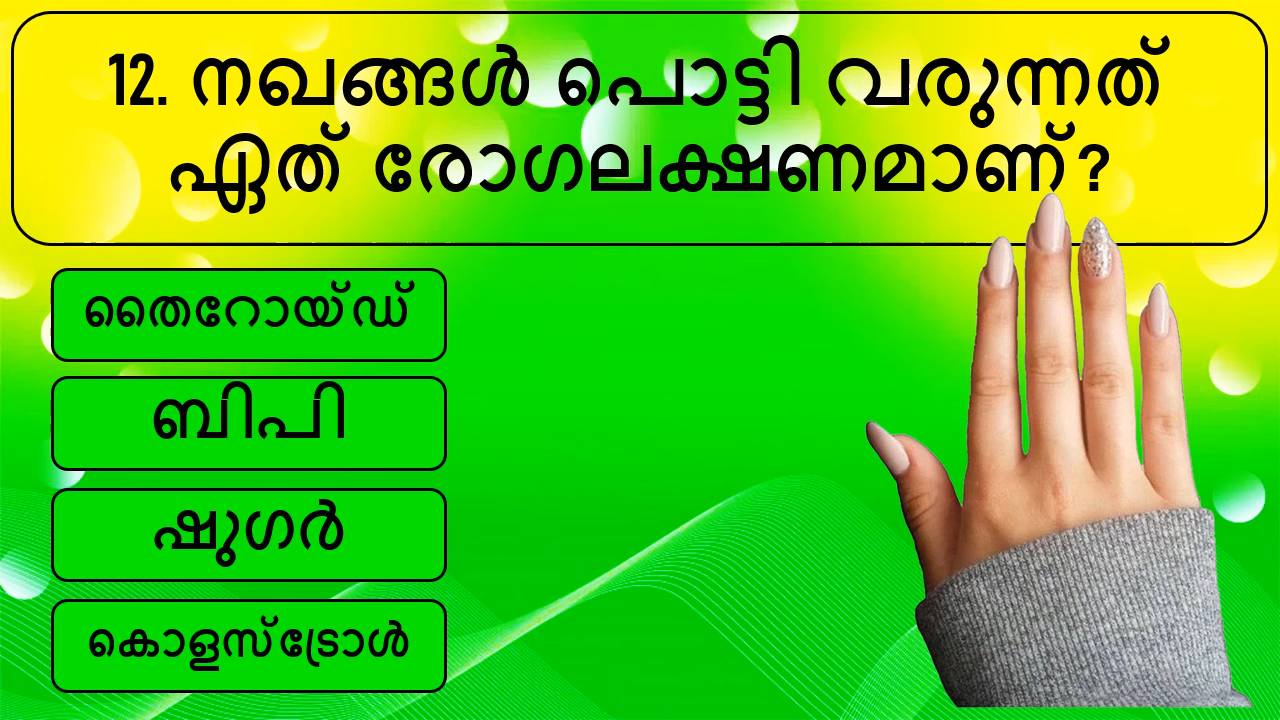 12. നഖങ്ങൾ പൊട്ടി വരുന്നത്
ഏത് രോഗലക്ഷണമാണ്?
തൈറോയ്ഡ്
ബിപി
ഷുഗർ
കൊളസ്ട്രോൾ